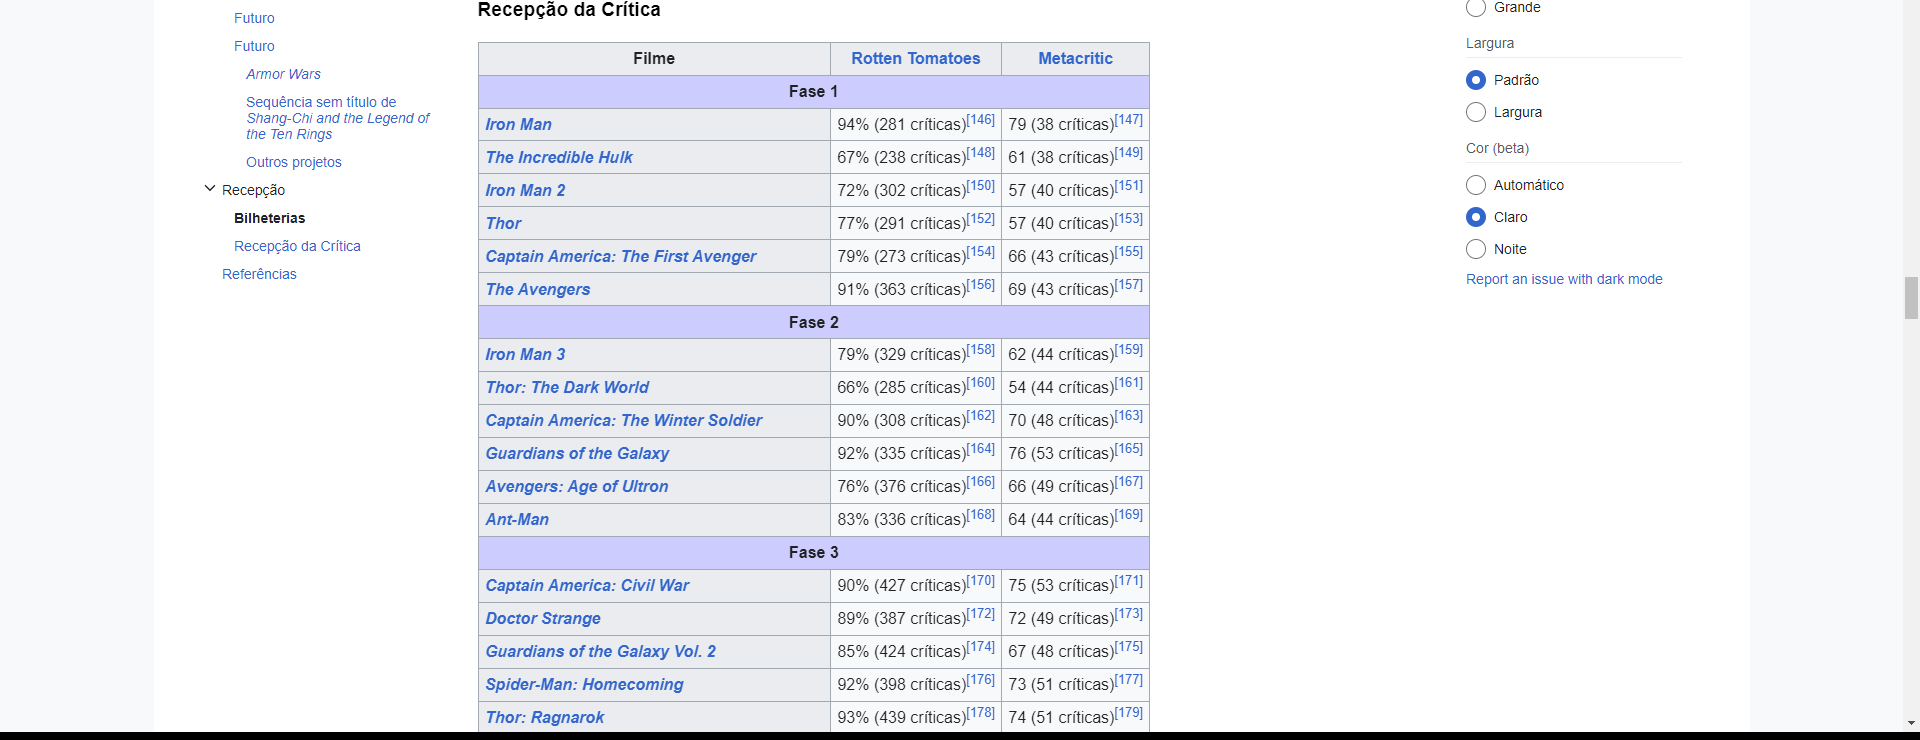 Futuro
Futuro
Armor Wars
Sequência sem título de
Shang-Chi and the Legend of
the Ten Rings
Outros projetos
Recepção
Bilheterias
Recepção da Crítica
Referências
Recepção da Crítica
Filme Rotten Tomatoes Metacritic
Fase 1
Iron Man 94% (281 críticas)[146] 79 (38 críticas)[147]
The Incredible Hulk 67% (238 críticas)[148] 61 (38 críticas)[149]
Iron Man 2 72% (302 críticas)[150] 57 (40 críticas)[151]
Thor 77% (291 críticas)[152] 57 (40 críticas)[153]
Captain America: The First Avenger 79% (273 críticas)[154] 66 (43 críticas)[155]
The Avengers 91% (363 críticas)[156] 69 (43 críticas)[157]
Fase 2
Iron Man 3 79% (329 críticas)[158] 62 (44 críticas)[159]
Thor: The Dark World 66% (285 críticas)[160] 54 (44 críticas)[161]
Captain America: The Winter Soldier 90% (308 críticas)[162] 70 (48 críticas)[163]
Guardians of the Galaxy 92% (335 críticas)[164] 76 (53 críticas)[165]
Avengers: Age of Ultron 76% (376 críticas)[166] 66 (49 críticas)[167]
Ant-Man 83% (336 críticas)[168] 64 (44 críticas)[169]
Fase 3
Captain America: Civil War 90% (427 críticas)[170] 75 (53 críticas)[171]
Doctor Strange 89% (387 críticas)[172] 72 (49 críticas)[173]
Guardians of the Galaxy Vol. 2 85% (424 críticas)[174] 67 (48 críticas)[175]
Spider-Man: Homecoming 92% (398 críticas)[176] 73 (51 críticas)[177]
Thor: Ragnarok 93% (439 críticas)[178] 74 (51 críticas)[179]
Grande
Largura
Padrão
Largura
Cor (beta)
Automático
Claro
Noite
Report an issue with dark mode